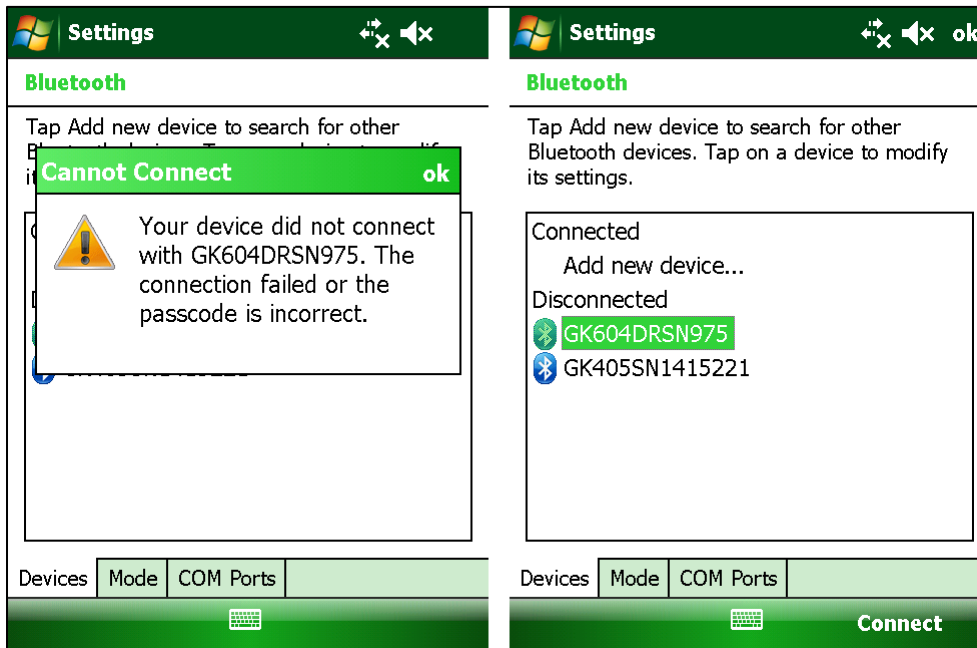 Settings
Bluetooth
Tap Add new device to search for other
Cannot Connect ok
Your device did not connect
with GK604DRSN975. The
connection failed or the
passcode is incorrect.
Devices Mode COM Ports
Settings ok
Bluetooth
Tap Add new device to search for other
Bluetooth devices. Tap on a device to modify
its settings.
Connected
Add new device...
Disconnected
GK604DRSN975
GK405SN1415221
Devices Mode COM Ports
Connect